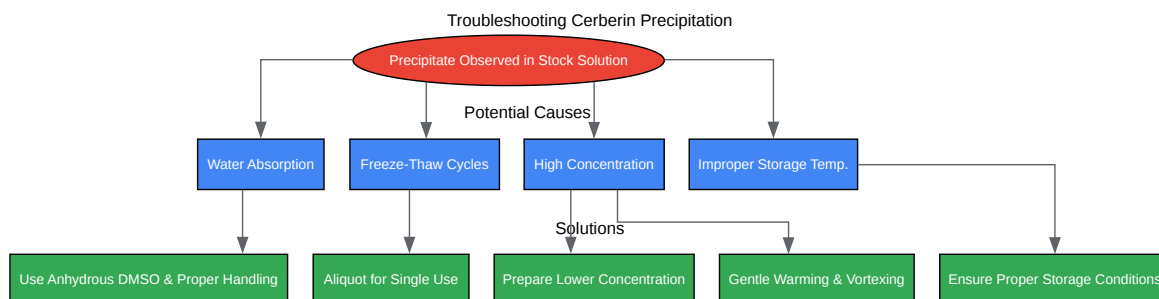 Troubleshooting Cerberin Precipitation
Precipitate Observed in Stock Solution
Potential Causes
Water Absorption
Freeze-Thaw Cycles
High Concentration
Improper Storage Temp.
Solutions
Use Anhydrous DMSO & Proper Handling
Aliquot for Single Use
Prepare Lower Concentration
Gentle Warming & Vortexing
Ensure Proper Storage Conditions